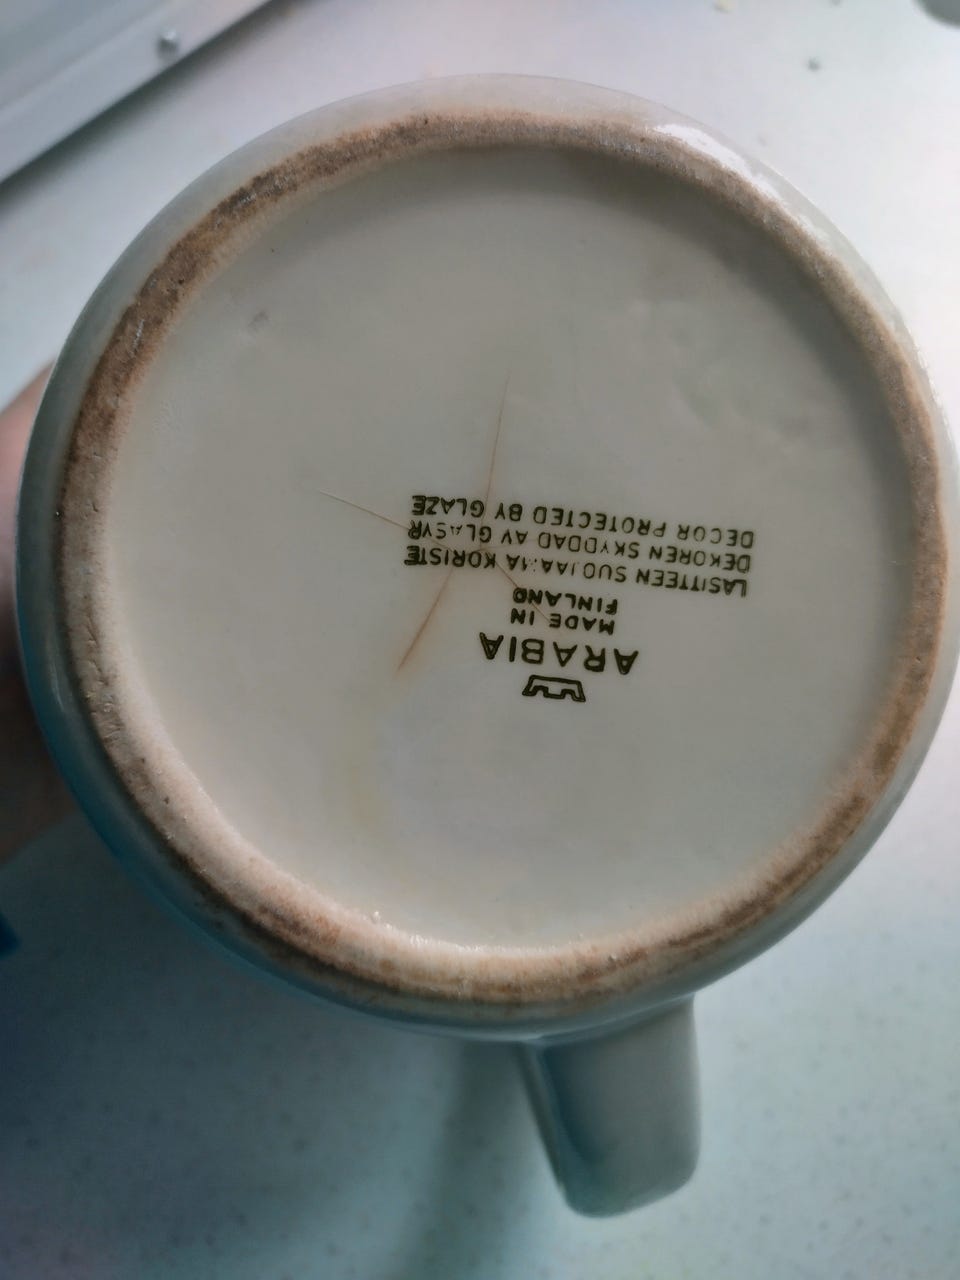 ARABIA
MADE IN
FINLAND
LASITTEEN SUOJAAMA KORISTE
DEKOREN SKYDDAD AV GLASYR
DECOR PROTECTED BY GLAZE